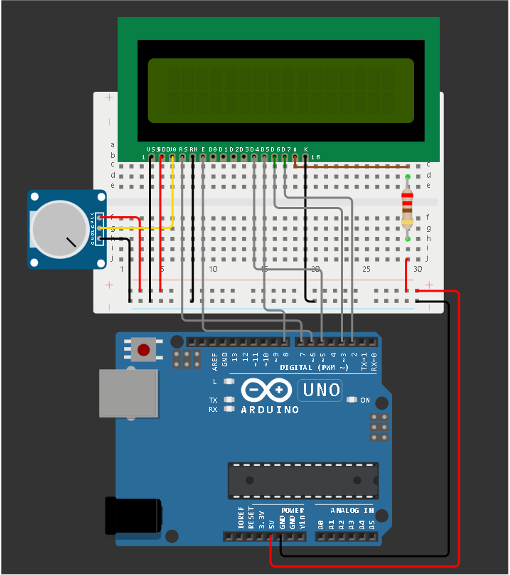 VSS VDD V0 RS RW E D0 D1 D2 D3 D4 D5 D6 D7 A K
1 16
a
b
c c
d d
e e
f f
g g
h h
i
j j
1 5 10 15 20 25 30
AREF GND 13 12 ~11 ~10 ~9 8 7 ~6 ~5 4 ~3 2 TX→1 RX←0
DIGITAL (PWM ~)
L
UNO
TX
RX
ON
ARDUINO
POWER ANALOG IN
IOREF RESET 3.3V 5V GND GND VIN A0 A1 A2 A3 A4 A5